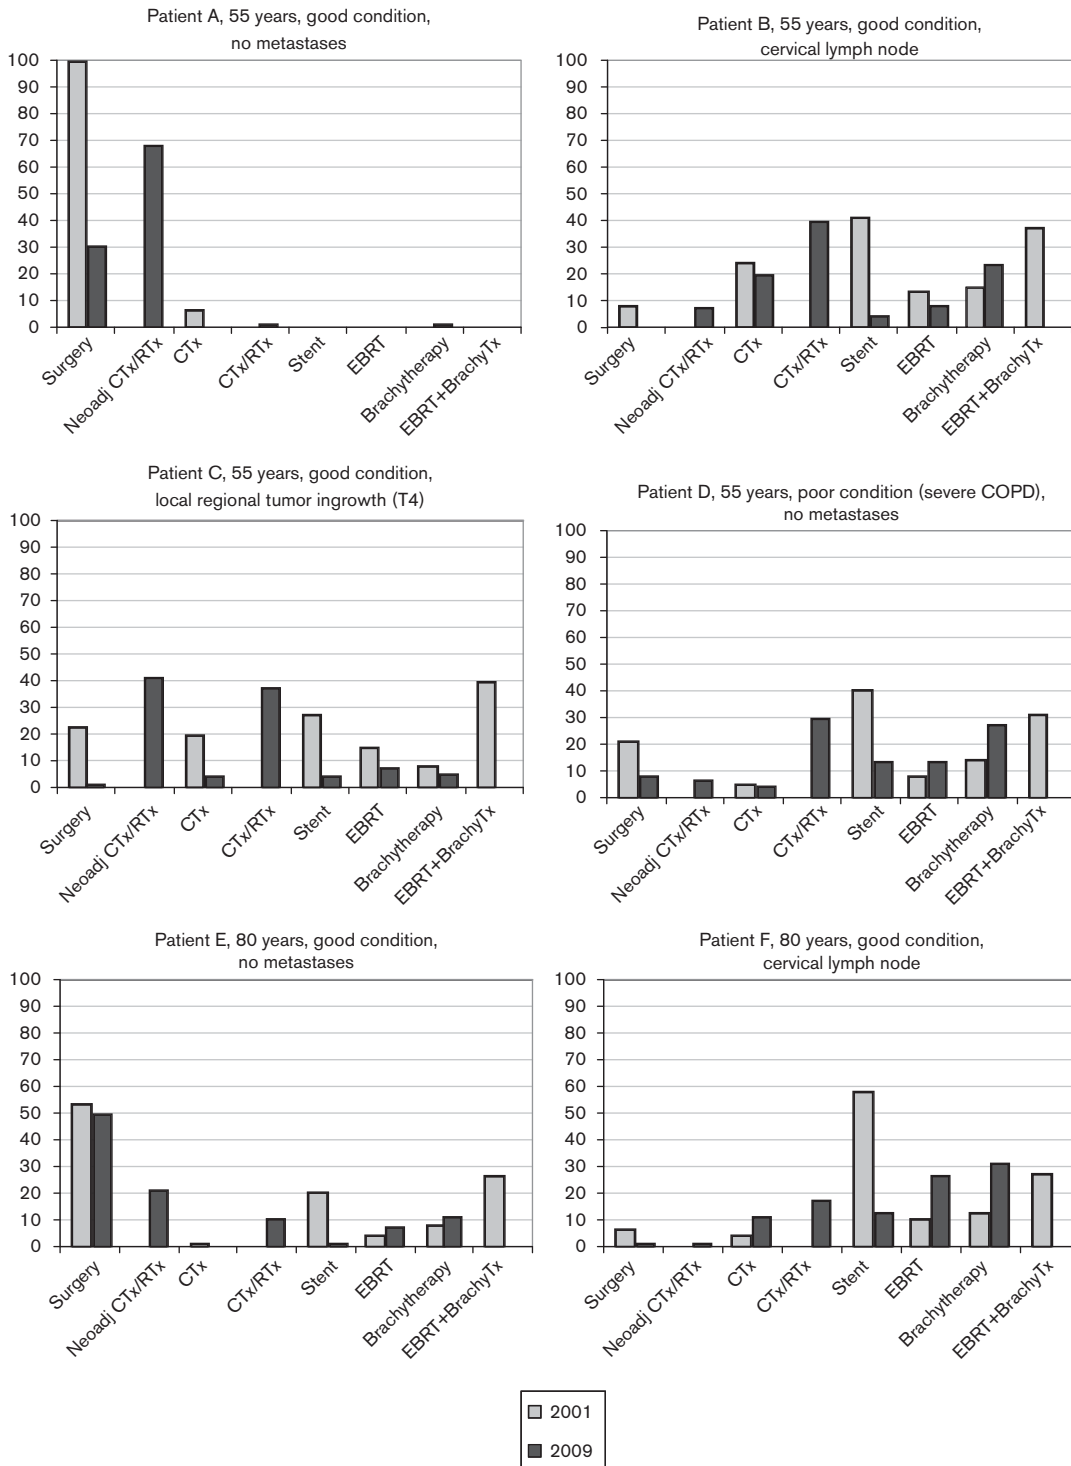 Patient A, 55 years, good condition,
no metastases
100
90
80
70
60
50
40
30
20
10
0
Surgery
Neoadj CTx/RTx
CTx
CTx/RTx
Stent
EBRT
Brachytherapy
EBRT+BrachyTx
Patient B, 55 years, good condition,
cervical lymph node
100
90
80
70
60
50
40
30
20
10
0
Surgery
Neoadj CTx/RTx
CTx
CTx/RTx
Stent
EBRT
Brachytherapy
EBRT+BrachyTx
Patient C, 55 years, good condition,
local regional tumor ingrowth (T4)
100
90
80
70
60
50
40
30
20
10
0
Surgery
Neoadj CTx/RTx
CTx
CTx/RTx
Stent
EBRT
Brachytherapy
EBRT+BrachyTx
Patient D, 55 years, poor condition (severe COPD),
no metastases
100
90
80
70
60
50
40
30
20
10
0
Surgery
Neoadj CTx/RTx
CTx
CTx/RTx
Stent
EBRT
Brachytherapy
EBRT+BrachyTx
Patient E, 80 years, good condition,
no metastases
100
90
80
70
60
50
40
30
20
10
0
Surgery
Neoadj CTx/RTx
CTx
CTx/RTx
Stent
EBRT
Brachytherapy
EBRT+BrachyTx
Patient F, 80 years, good condition,
cervical lymph node
100
90
80
70
60
50
40
30
20
10
0
Surgery
Neoadj CTx/RTx
CTx
CTx/RTx
Stent
EBRT
Brachytherapy
EBRT+BrachyTx
2001
2009